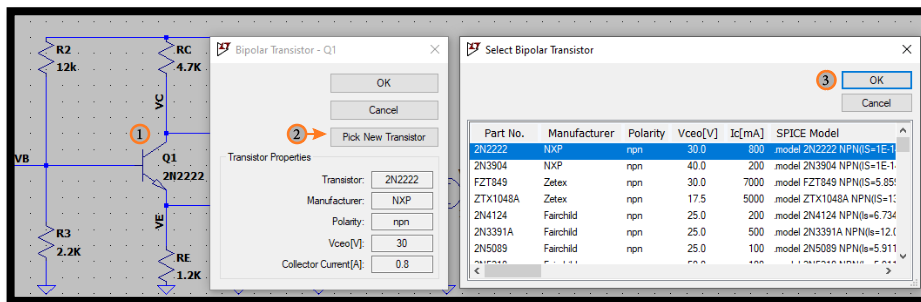 R2
12k
RC
4.7K
VC
1
VB
Q1
2N2222
VE
R3
2.2K
RE
1.2K
Bipolar Transistor - Q1
OK
Cancel
2
Pick New Transistor
Transistor Properties
Transistor: 2N2222
Manufacturer: NXP
Polarity: npn
Vceo[V]: 30
Collector Current[A]: 0.8
Select Bipolar Transistor
3
OK
Cancel
Part No. Manufacturer Polarity Vceo[V] Ic[mA] SPICE Model
2N2222 NXP npn 30.0 800 .model 2N2222 NPN(IS=1E-1
2N3904 NXP npn 40.0 200 .model 2N3904 NPN(IS=1E-1
FZT849 Zetex npn 30.0 7000 .model FZT849 NPN(IS=5.85
ZTX1048A Zetex npn 17.5 5000 .model ZTX1048A NPN(IS=1
2N4124 Fairchild npn 25.0 200 .model 2N4124 NPN(Is=6.734
2N3391A Fairchild npn 25.0 500 .model 2N3391A NPN(Is=12.0
2N5089 Fairchild npn 25.0 100 .model 2N5089 NPN(Is=5.911